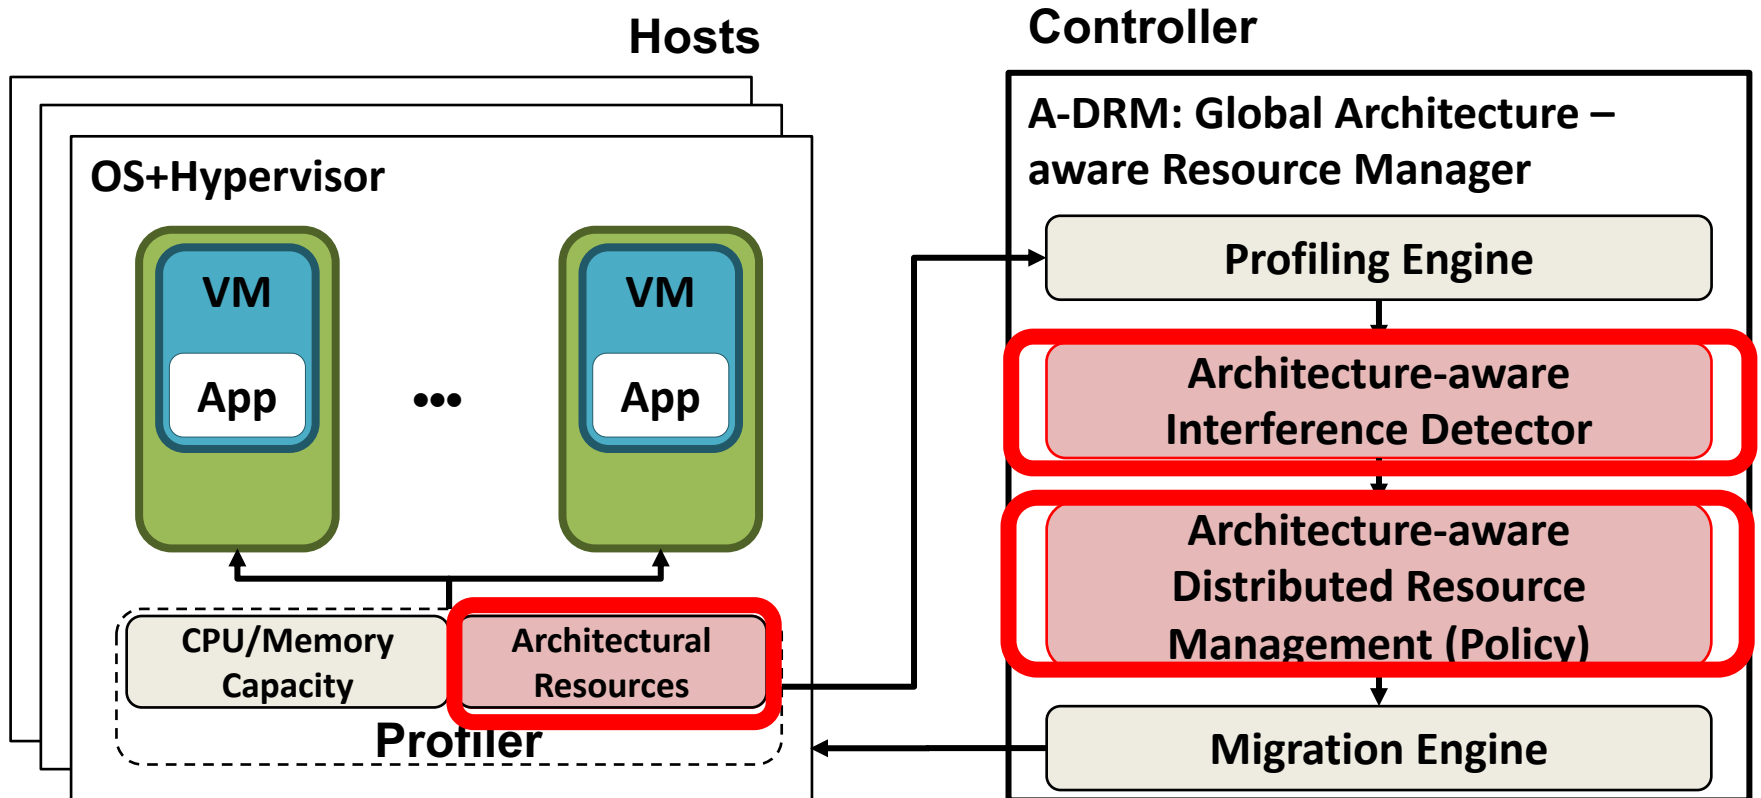 Hosts
OS+Hypervisor
VM
App
•••
VM
App
CPU/Memory
Capacity
Architectural
Resources
Profiler
Controller
A-DRM: Global Architecture –
aware Resource Manager
Profiling Engine
Architecture-aware
Interference Detector
Architecture-aware
Distributed Resource
Management (Policy)
Migration Engine